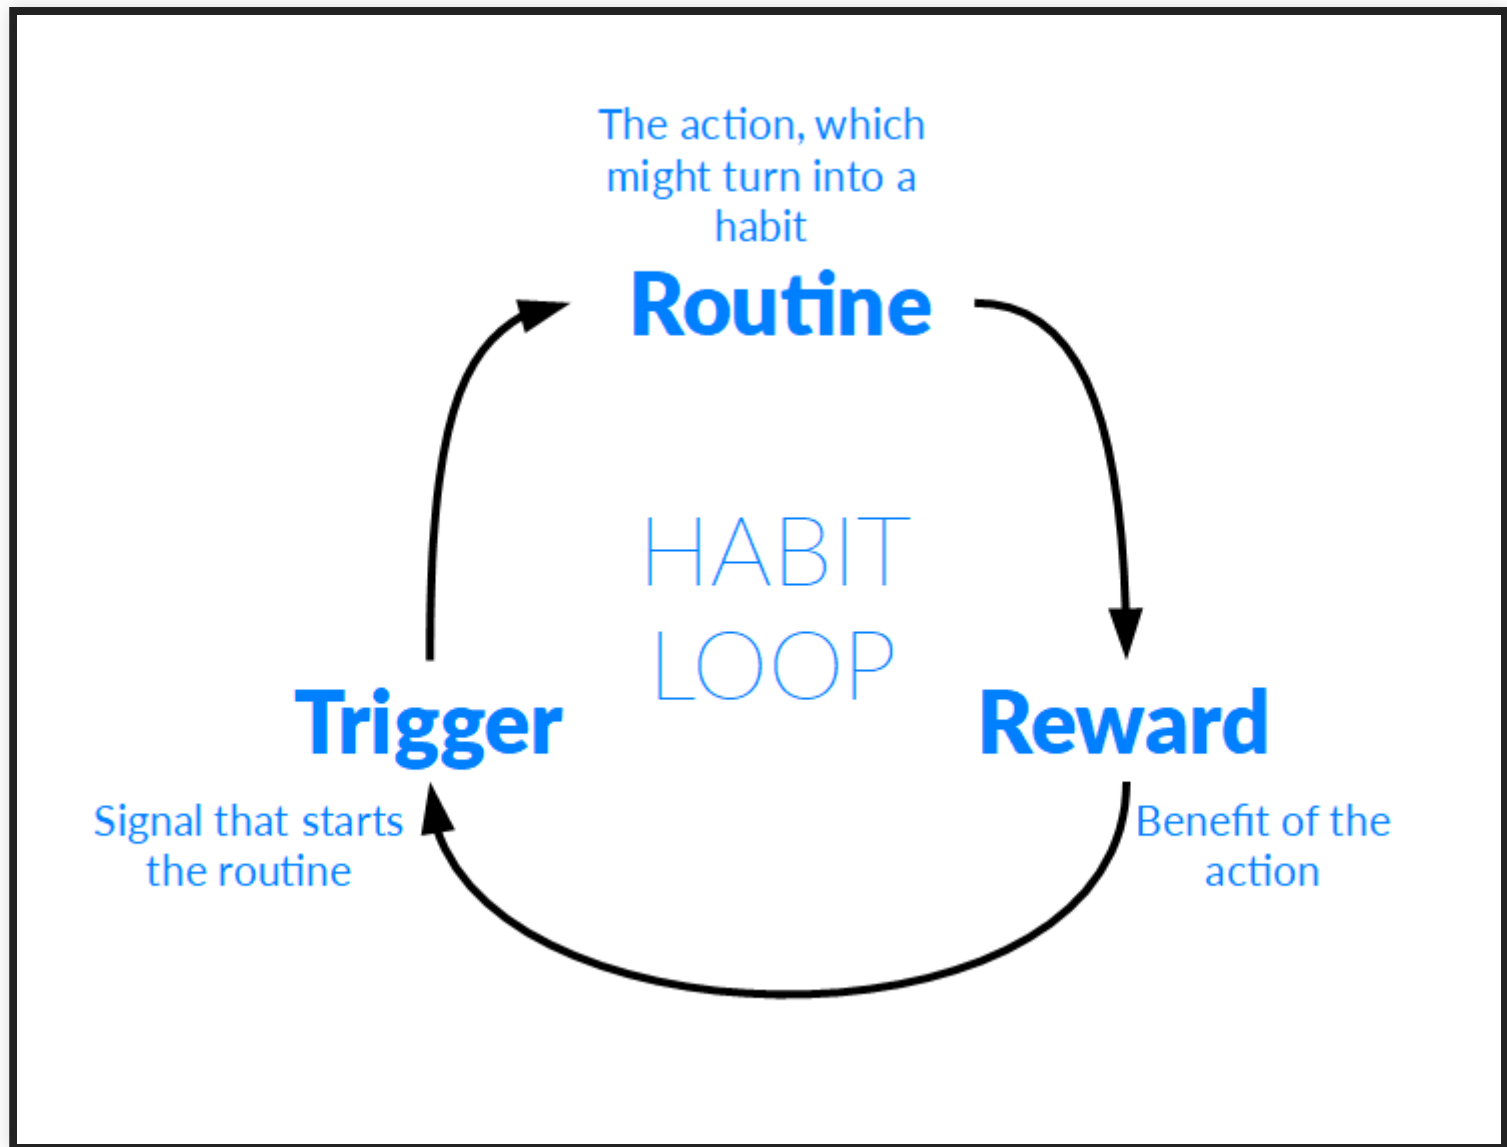 The action, which
might turn into a
habit
Routine
HABIT
LOOP
Trigger
Signal that starts
the routine
Reward
Benefit of the
action